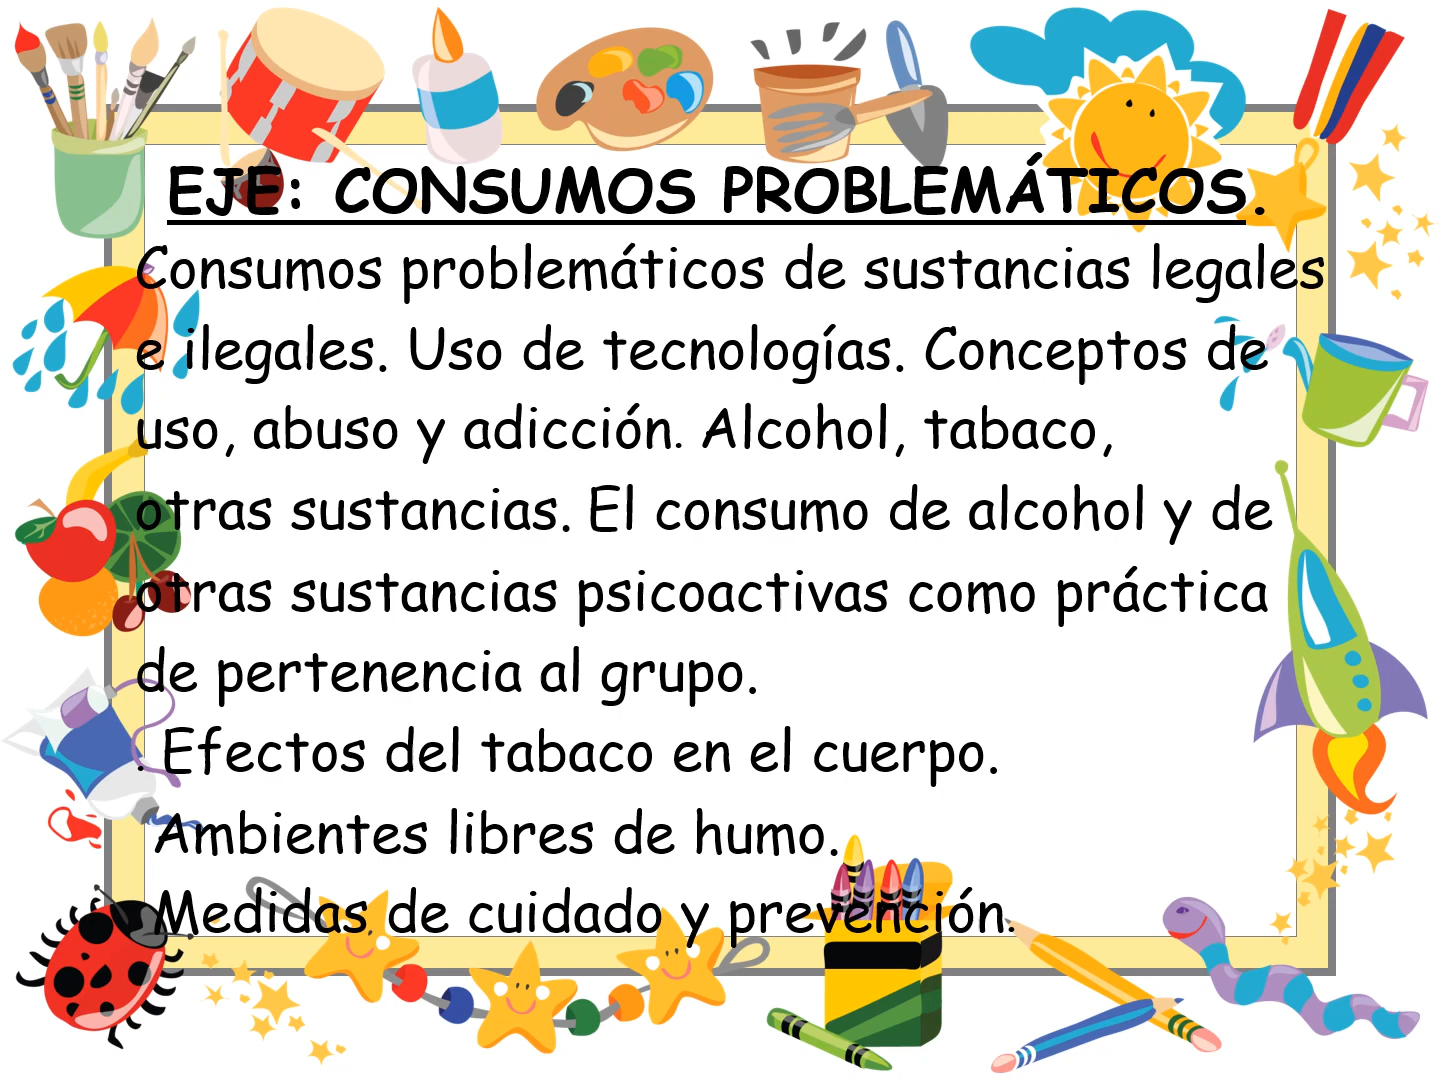 EJE: CONSUMOS PROBLEMÁTICOS.
Consumos problemáticos de sustancias legales
e ilegales. Uso de tecnologías. Conceptos de
uso, abuso y adicción. Alcohol, tabaco,
otras sustancias. El consumo de alcohol y de
otras sustancias psicoactivas como práctica
de pertenencia al grupo.
. Efectos del tabaco en el cuerpo.
Ambientes libres de humo.
Medidas de cuidado y prevención.